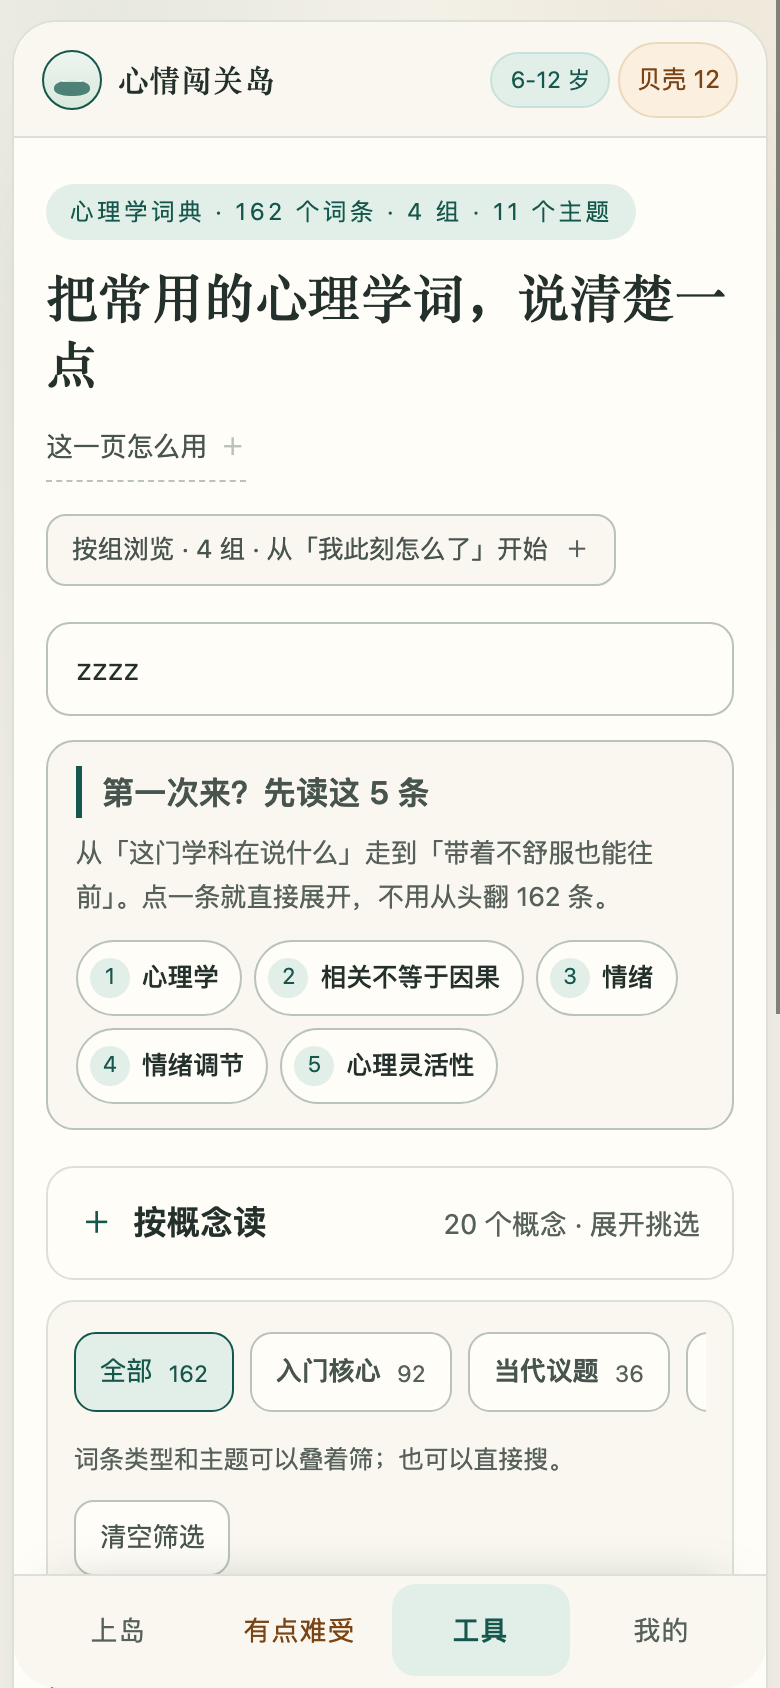 心情闯关岛
6-12 岁
贝壳 12
心理学词典 · 162 个词条 · 4 组 · 11 个主题
把常用的心理学词，说清楚一
点
这一页怎么用 +
按组浏览 · 4 组 · 从「我此刻怎么了」开始 +
zzzz
第一次来？先读这 5 条
从「这门学科在说什么」走到「带着不舒服也能往
前」。点一条就直接展开，不用从头翻 162 条。
1 心理学 2 相关不等于因果 3 情绪
4 情绪调节 5 心理灵活性
+ 按概念读 20 个概念 · 展开挑选
全部 162 入门核心 92 当代议题 36
词条类型和主题可以叠着筛；也可以直接搜。
清空筛选
上岛 有点难受 工具 我的